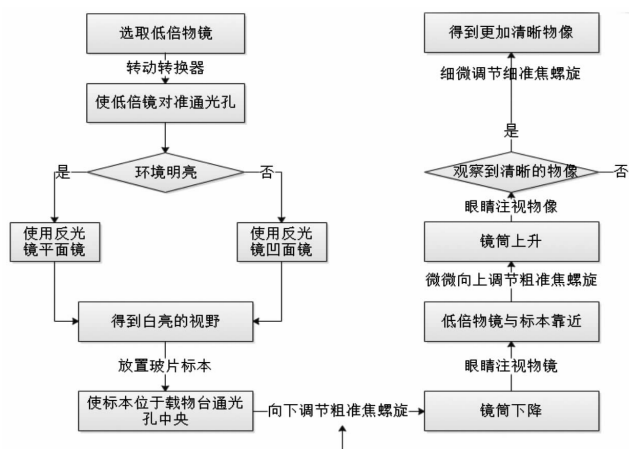 选取低倍物镜
转动转换器
使低倍镜对准通光孔
环境明亮
是
否
使用反光
镜平面镜
使用反光
镜凹面镜
得到白亮的视野
放置玻片标本
使标本位于载物台通光
孔中央
向下调节粗准焦螺旋
镜筒下降
眼睛注视物镜
低倍物镜与标本靠近
微微向上调节粗准焦螺旋
镜筒上升
眼睛注视物像
观察到清晰的物像
否
是
细微调节细准焦螺旋
得到更加清晰物像